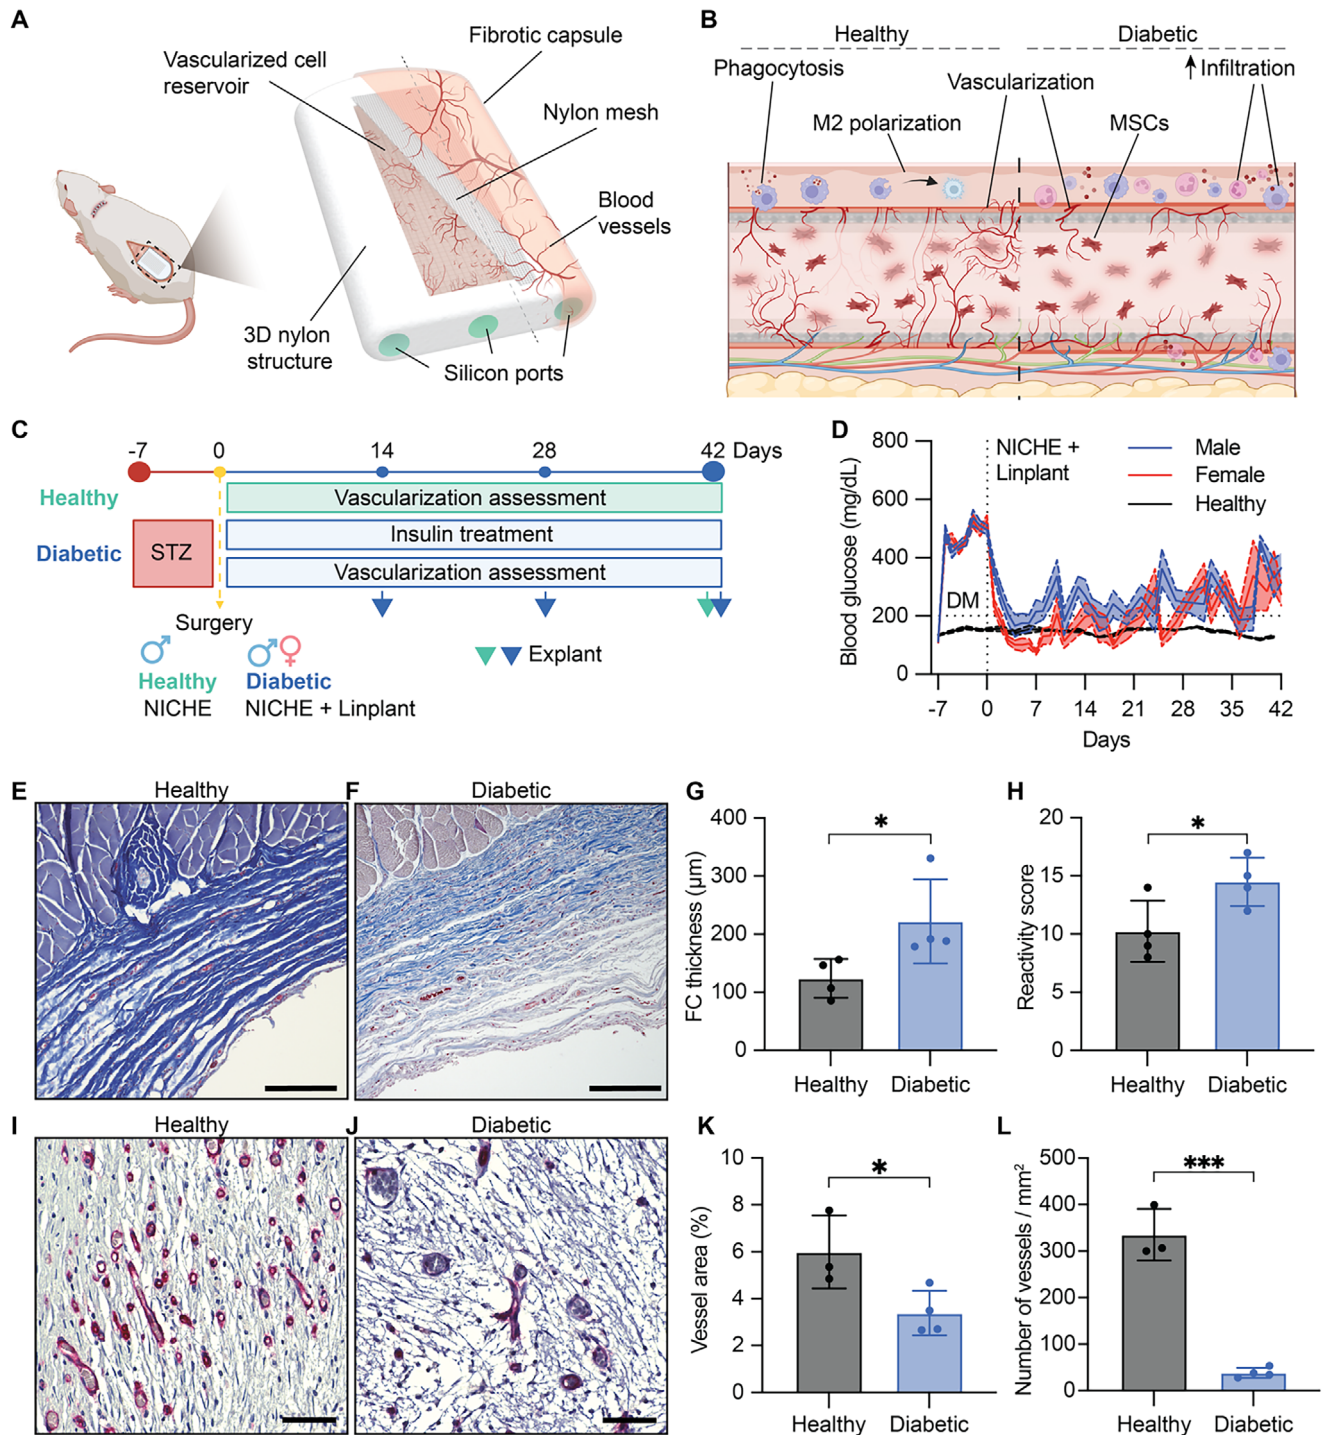 A
Vascularized cell
reservoir
Fibrotic capsule
Nylon mesh
Blood
vessels
3D nylon
structure
Silicon ports
B
Healthy
Diabetic
Phagocytosis
Vascularization
↑ Infiltration
M2 polarization
MSCs
C
-7
0
14
28
42
Days
Healthy
Vascularization assessment
Diabetic
STZ
Insulin treatment
Vascularization assessment
Surgery
♂
♂♀
Healthy
Diabetic
NICHE
NICHE + Linplant
Explant
D
NICHE +
Linplant
Male
Female
Healthy
Blood glucose (mg/dL)
800
600
400
200
0
DM
-7
0
7
14
21
28
35
42
Days
E
Healthy
F
Diabetic
G
FC thickness (µm)
400
300
200
100
0
*
Healthy
Diabetic
H
Reactivity score
20
15
10
5
0
*
Healthy
Diabetic
I
Healthy
J
Diabetic
K
Vessel area (%)
10
8
6
4
2
0
*
Healthy
Diabetic
L
Number of vessels / mm²
500
400
300
200
100
0
***
Healthy
Diabetic